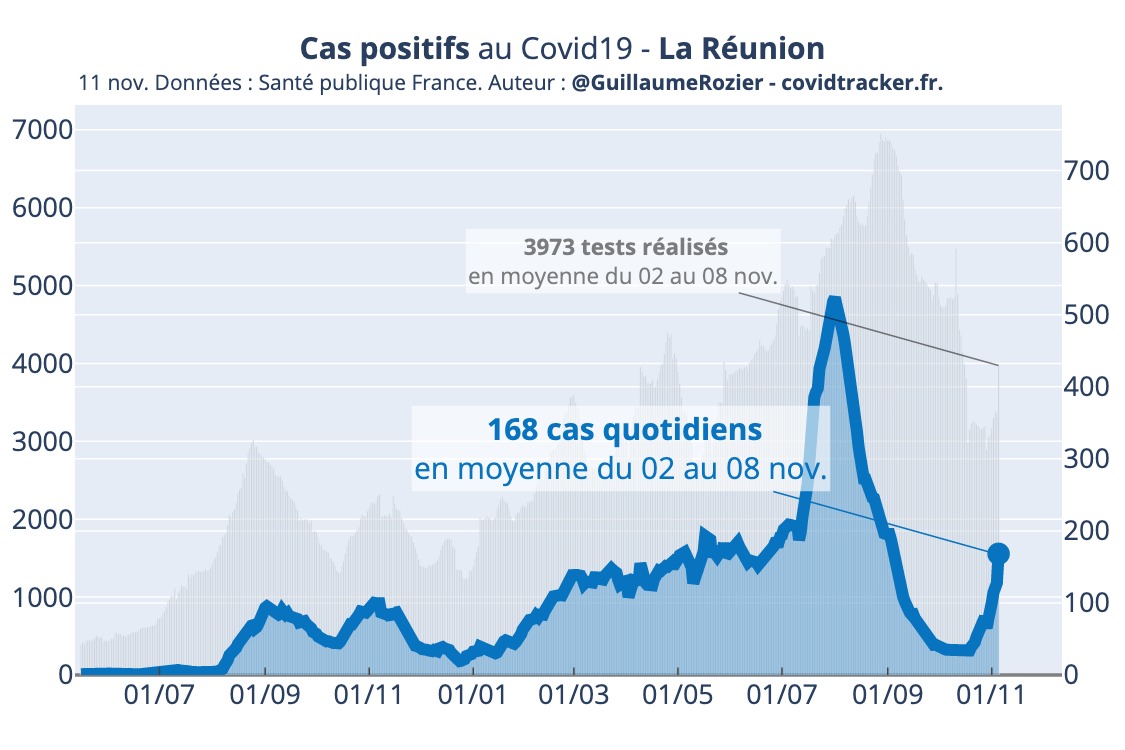 Cas positifs au Covid19 - La Réunion
11 nov. Données : Santé publique France. Auteur : @GuillaumeRozier - covidtracker.fr.
7000
6000
5000
4000
3000
2000
1000
0
700
600
500
400
300
200
100
0
3973 tests réalisés
en moyenne du 02 au 08 nov.
168 cas quotidiens
en moyenne du 02 au 08 nov.
01/07 01/09 01/11 01/01 01/03 01/05 01/07 01/09 01/11